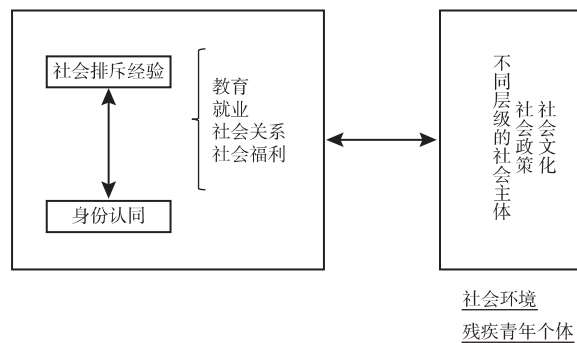 社会排斥经验
教育
就业
社会关系
社会福利
身份认同
不同层级的社会主体
社会政策
社会文化
社会环境
残疾青年个体